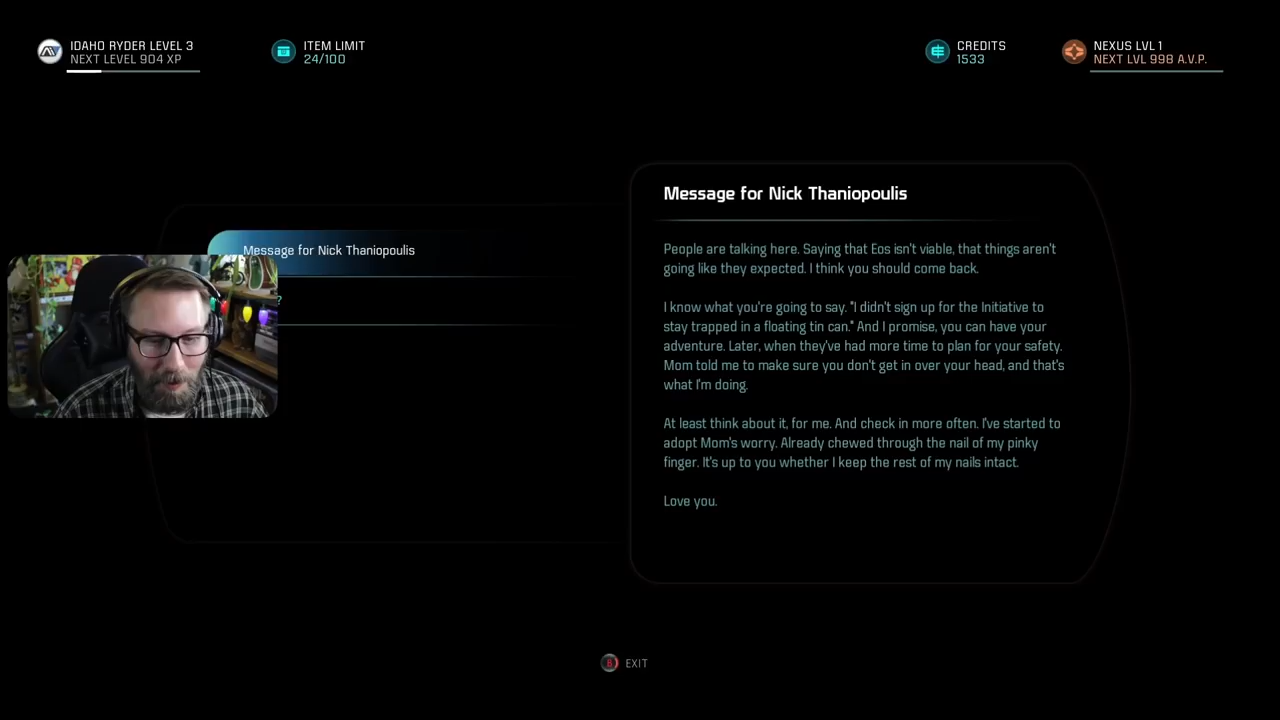 IDAHO RYDER LEVEL 3
NEXT LEVEL 904 XP
ITEM LIMIT
24/100
CREDITS
1533
NEXUS LVL 1
NEXT LVL 998 A.V.P.
Message for Nick Thaniopoulis
?
Message for Nick Thaniopoulis
People are talking here. Saying that Eos isn't viable, that things aren't
going like they expected. I think you should come back.
I know what you're going to say. "I didn't sign up for the Initiative to
stay trapped in a floating tin can." And I promise, you can have your
adventure. Later, when they've had more time to plan for your safety.
Mom told me to make sure you don't get in over your head, and that's
what I'm doing.
At least think about it, for me. And check in more often. I've started to
adopt Mom's worry. Already chewed through the nail of my pinky
finger. It's up to you whether I keep the rest of my nails intact.
Love you.
B EXIT